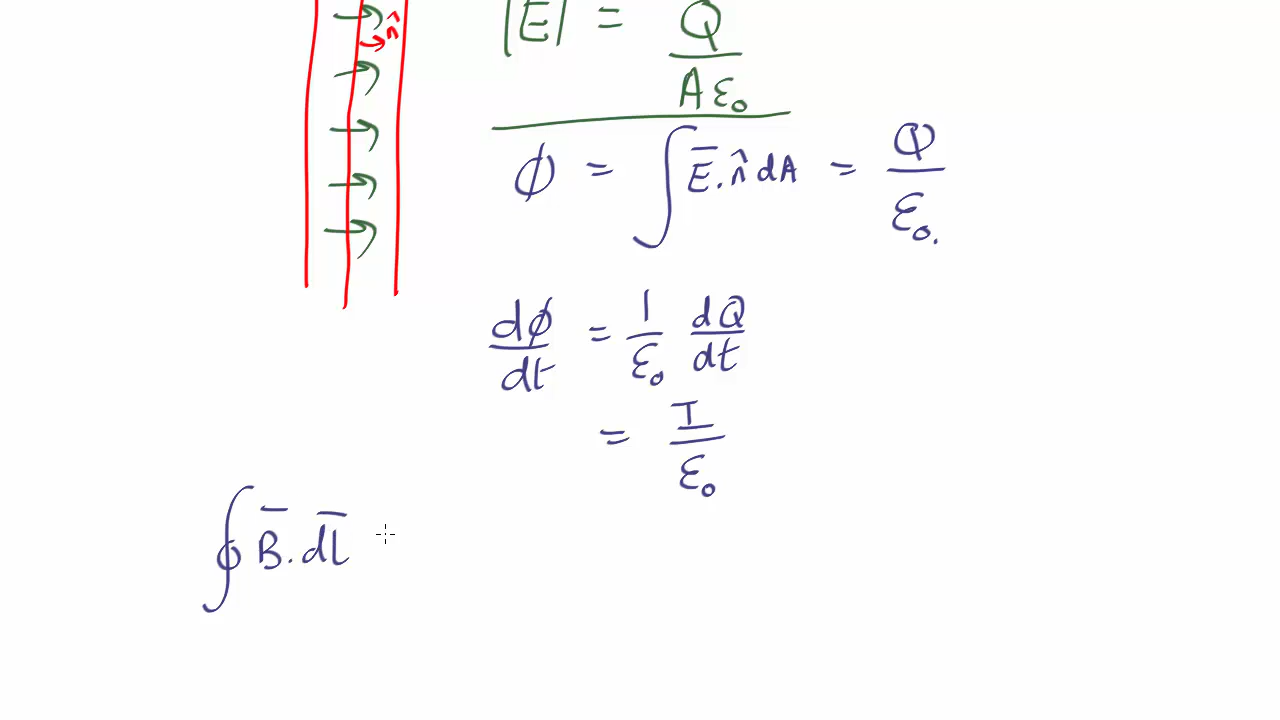 n̂
|E| = Q / Aε₀
ϕ = ∫ E̅ . n̂ dA = Q / ε₀.
dϕ/dt = 1/ε₀ dQ/dt
= I / ε₀
∮ B̅ . dl̅